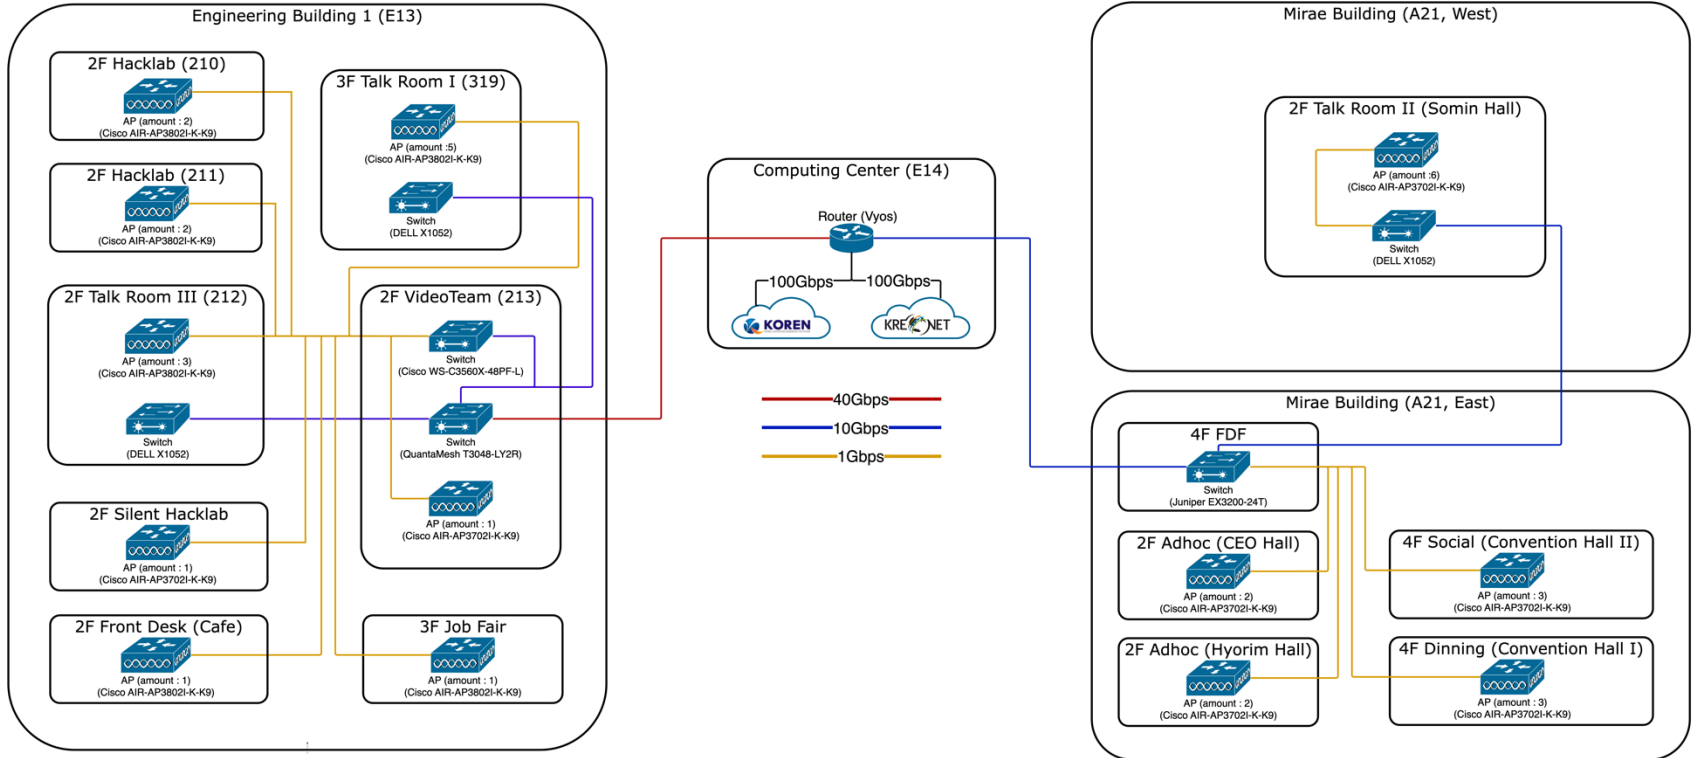 Engineering Building 1 (E13)
2F Hacklab (210)
AP (amount : 2)
(Cisco AIR-AP3802I-K-K9)
3F Talk Room I (319)
AP (amount :5)
(Cisco AIR-AP3802I-K-K9)
Switch
(DELL X1052)
2F Hacklab (211)
AP (amount : 2)
(Cisco AIR-AP3802I-K-K9)
2F Talk Room III (212)
AP (amount : 3)
(Cisco AIR-AP3802I-K-K9)
Switch
(DELL X1052)
2F VideoTeam (213)
Switch
(Cisco WS-C3560X-48PF-L)
Switch
(QuantaMesh T3048-LY2R)
AP (amount : 1)
(Cisco AIR-AP3702I-K-K9)
2F Silent Hacklab
AP (amount : 1)
(Cisco AIR-AP3702I-K-K9)
2F Front Desk (Cafe)
AP (amount : 1)
(Cisco AIR-AP3802I-K-K9)
3F Job Fair
AP (amount : 1)
(Cisco AIR-AP3802I-K-K9)
Computing Center (E14)
Router (Vyos)
100Gbps
100Gbps
KOREN
KREONET
40Gbps
10Gbps
1Gbps
Mirae Building (A21, West)
2F Talk Room II (Somin Hall)
AP (amount :6)
(Cisco AIR-AP3702I-K-K9)
Switch
(DELL X1052)
Mirae Building (A21, East)
4F FDF
Switch
(Juniper EX3200-24T)
2F Adhoc (CEO Hall)
AP (amount : 2)
(Cisco AIR-AP3702I-K-K9)
4F Social (Convention Hall II)
AP (amount : 3)
(Cisco AIR-AP3702I-K-K9)
2F Adhoc (Hyorim Hall)
AP (amount : 2)
(Cisco AIR-AP3702I-K-K9)
4F Dinning (Convention Hall I)
AP (amount : 3)
(Cisco AIR-AP3702I-K-K9)